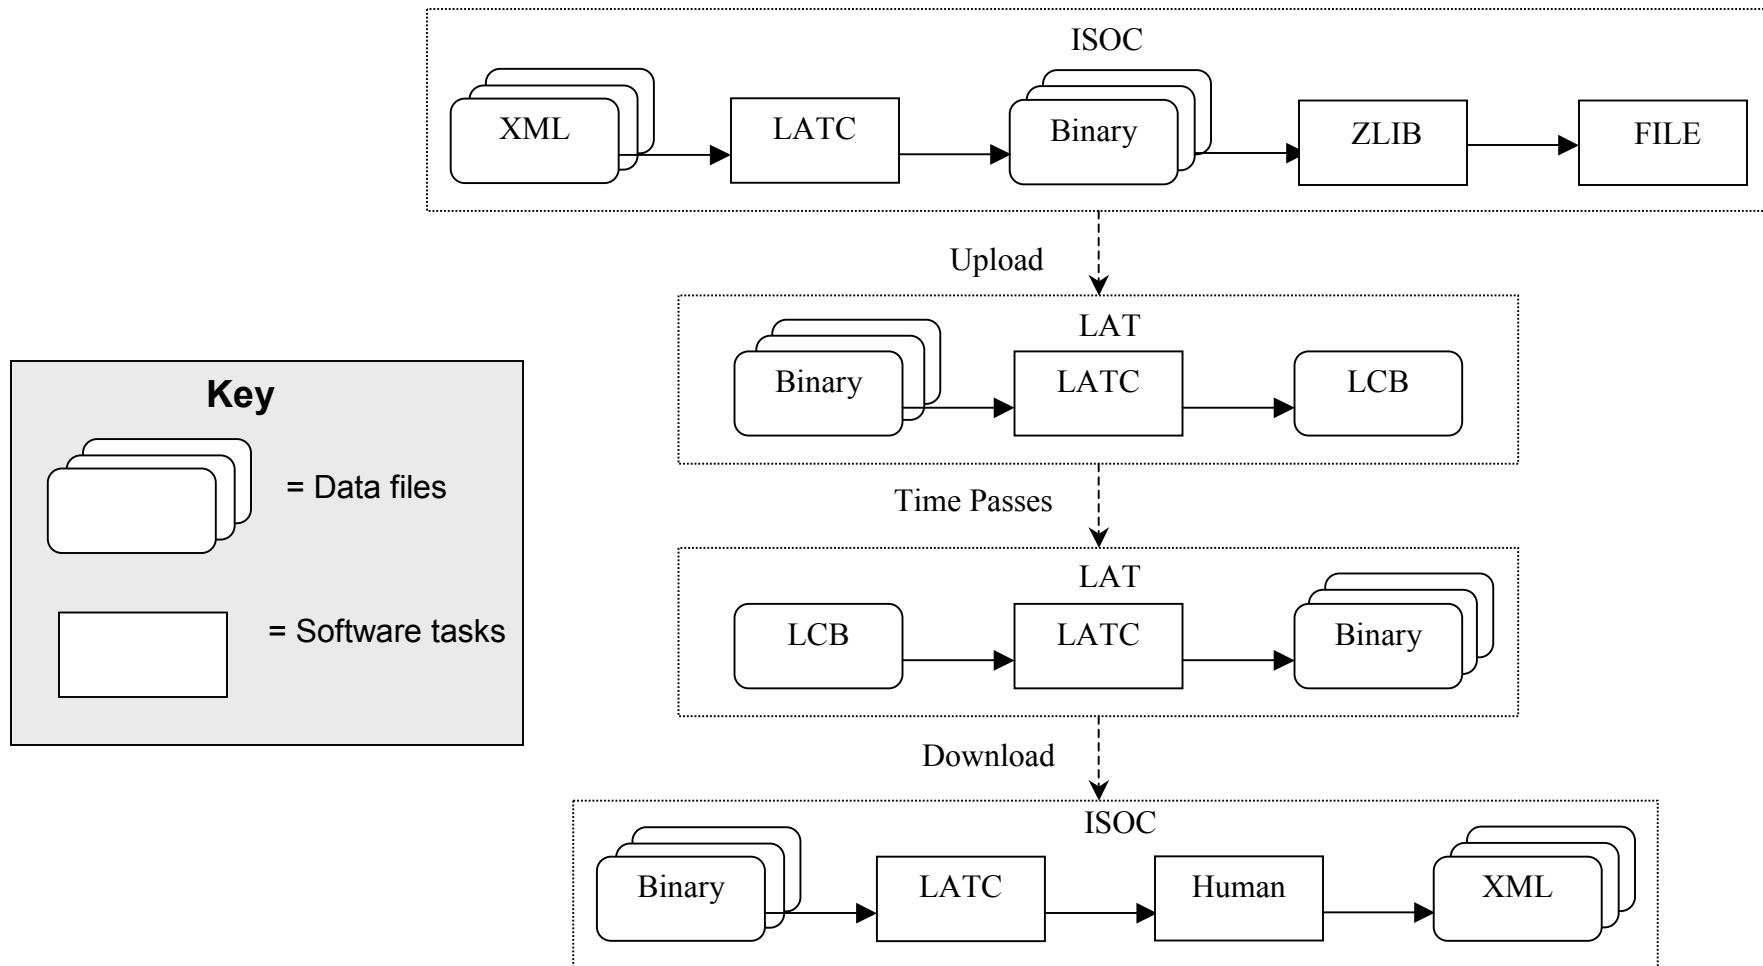 ISOC
XML
LATC
Binary
ZLIB
FILE
Upload
LAT
Binary
LATC
LCB
Key
= Data files
= Software tasks
Time Passes
LAT
LCB
LATC
Binary
Download
ISOC
Binary
LATC
Human
XML